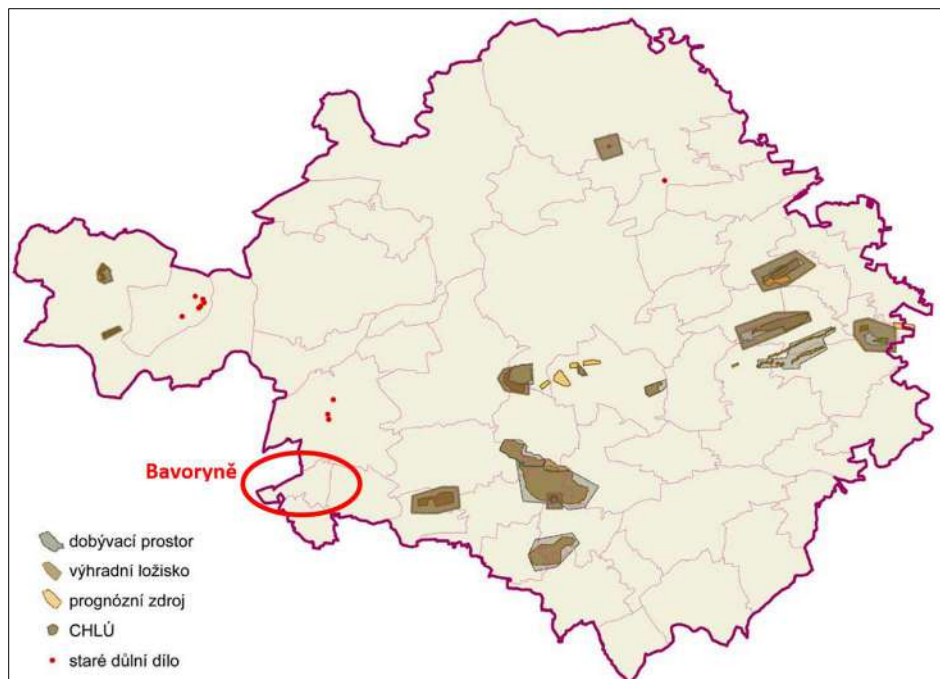 Bavoryně
dobývací prostor
výhradní ložisko
prognózní zdroj
CHLÚ
staré důlní dílo